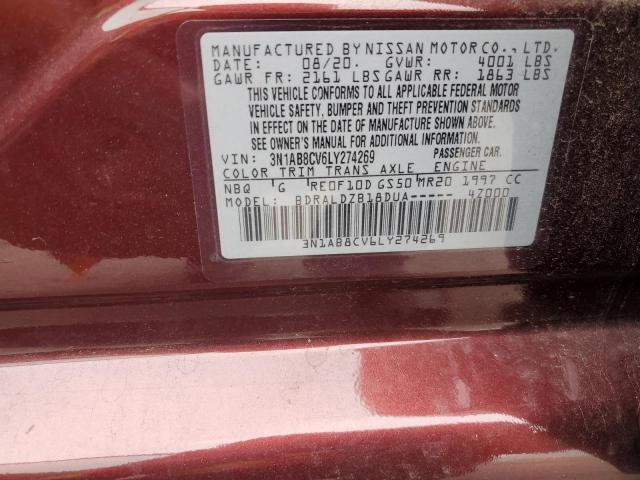 MANUFACTURED BY NISSAN MOTOR CO., LTD.
DATE: 08/20. GVWR: 4001 LBS
GAWR FR: 2161 LBS GAWR RR: 1863 LBS
THIS VEHICLE CONFORMS TO ALL APPLICABLE FEDERAL MOTOR
VEHICLE SAFETY, BUMPER AND THEFT PREVENTION STANDARDS
IN EFFECT ON THE DATE OF MANUFACTURE SHOWN ABOVE.
SEE OWNER'S MANUAL FOR ADDITIONAL INFORMATION.
VIN: 3N1AB8CV6LY274269 PASSENGER CAR.
COLOR TRIM TRANS AXLE ENGINE
NBQ G RE0F10D GS50 MR20 1997 CC
MODEL: BDRALDZB18DUA----- 4Z000
3N1AB8CV6LY274269